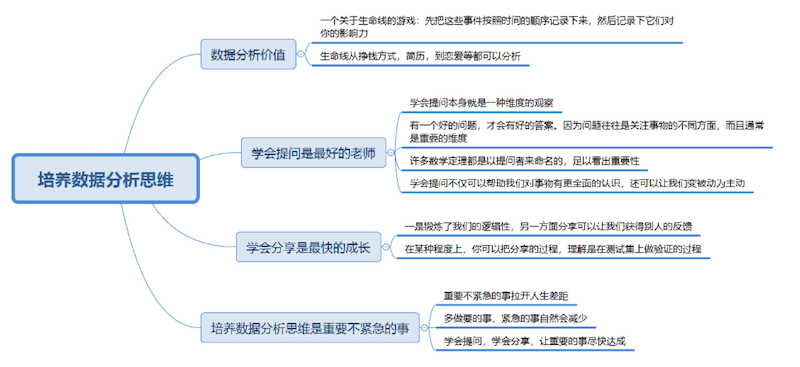 培养数据分析思维
数据分析价值
一个关于生命线的游戏：先把这些事件按照时间的顺序记录下来，然后记录下它们对
你的影响力
生命线从挣钱方式，简历，到恋爱等都可以分析
学会提问是最好的老师
学会提问本身就是一种维度的观察
有一个好的问题，才会有好的答案。因为问题往往是关注事物的不同方面，而且通常
是重要的维度
许多数学定理都是以提问者来命名的，足以看出重要性
学会提问不仅可以帮助我们对事物有更全面的认识，还可以让我们变被动为主动
学会分享是最快的成长
一是锻炼了我们的逻辑性，另一方面分享可以让我们获得别人的反馈
在某种程度上，你可以把分享的过程，理解是在测试集上做验证的过程
培养数据分析思维是重要不紧急的事
重要不紧急的事拉开人生差距
多做要的事，紧急的事自然会减少
学会提问，学会分享，让重要的事尽快达成